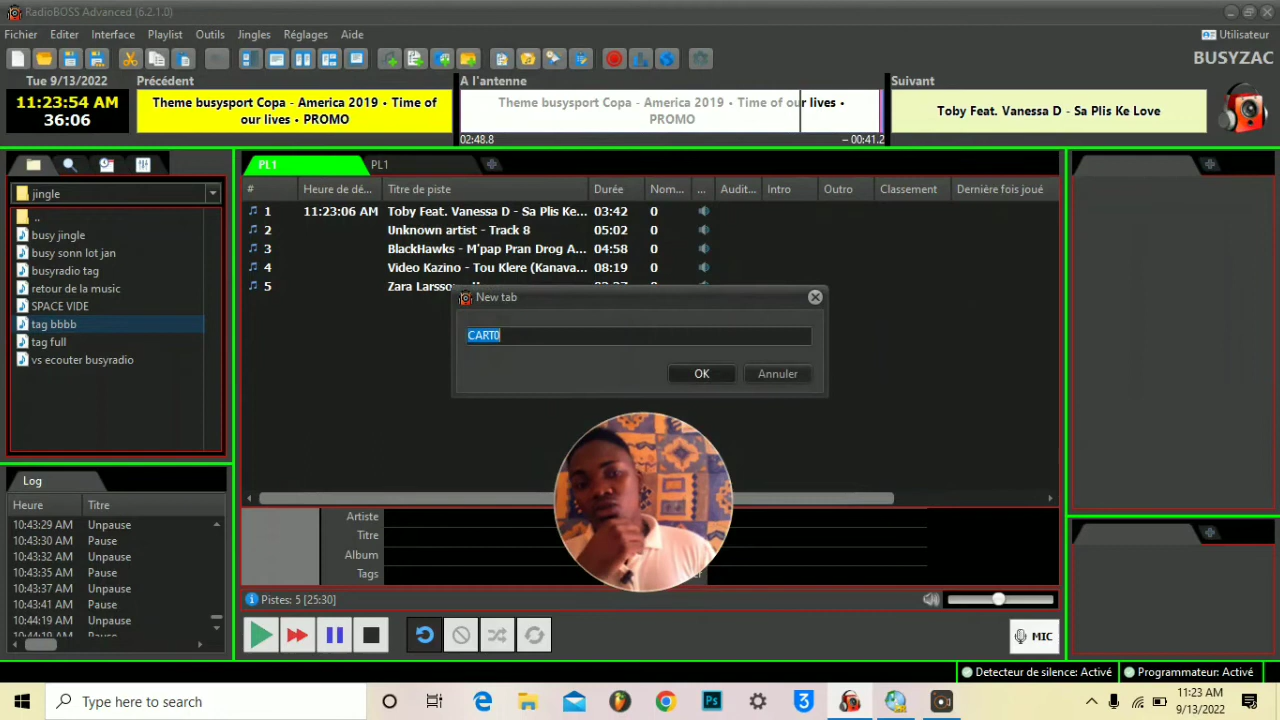 RadioBOSS Advanced (6.2.1.0)
Fichier Editer Interface Playlist Outils Jingles Réglages Aide
Utilisateur
BUSYZAC
Tue 9/13/2022
11:23:54 AM
36:06
Précédent
Theme busysport Copa - America 2019 • Time of
our lives • PROMO
A l'antenne
Theme busysport Copa - America 2019 • Time of our lives •
PROMO
02:48.8
-- 00:41.2
Suivant
Toby Feat. Vanessa D - Sa Plis Ke Love
jingle
..
busy jingle
busy sonn lot jan
busyradio tag
retour de la music
SPACE VIDE
tag bbbb
tag full
vs ecouter busyradio
PL1
PL1
# Heure de dé... Titre de piste Durée Nom... ... Audit... Intro Outro Classement Dernière fois joué
1 11:23:06 AM Toby Feat. Vanessa D - Sa Plis Ke... 03:42 0
2 Unknown artist - Track 8 05:02 0
3 BlackHawks - M'pap Pran Drog A... 04:58 0
4 Video Kazino - Tou Klere (Kanava... 08:19 0
5 Zara Larsso
New tab
CART0
OK
Annuler
Log
Heure Titre
10:43:29 AM Unpause
10:43:30 AM Pause
10:43:32 AM Unpause
10:43:35 AM Pause
10:43:37 AM Unpause
10:43:41 AM Pause
10:44:19 AM Unpause
10:44:19 AM Pause
Artiste
Titre
Album
Tags
Pistes: 5 [25:30]
MIC
Detecteur de silence: Activé
Programmateur: Activé
Type here to search
Ps
3
11:23 AM
9/13/2022